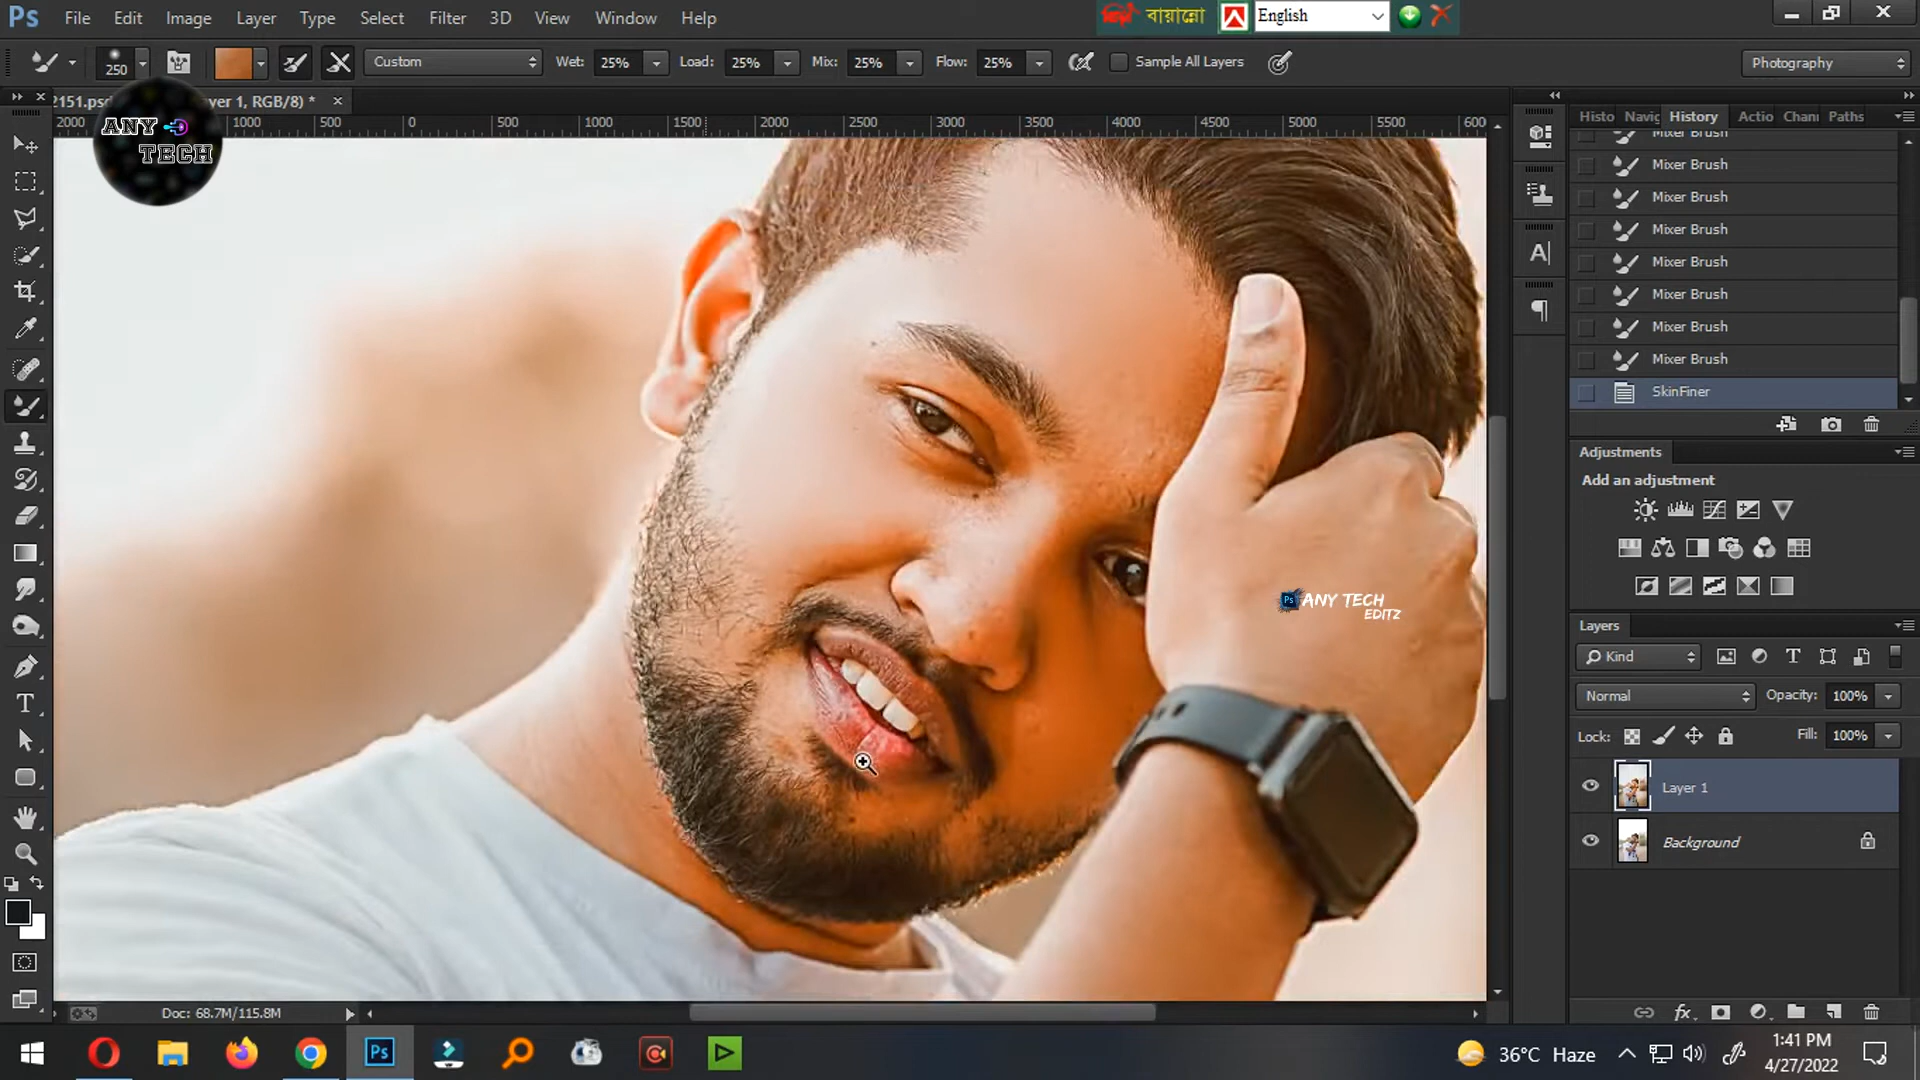 Ps File Edit Image Layer Type Select Filter 3D View Window Help
বায়ান্নো English
250 Custom Wet: 25% Load: 25% Mix: 25% Flow: 25% Sample All Layers Photography
2151.psd yer 1, RGB/8) *
ANY TECH
2000 1000 500 0 500 1000 1500 2000 2500 3000 3500 4000 4500 5000 5500 600
Histo Navig History Actio Chann Paths
Mixer Brush
Mixer Brush
Mixer Brush
Mixer Brush
Mixer Brush
Mixer Brush
Mixer Brush
Mixer Brush
SkinFiner
Adjustments
Add an adjustment
Ps ANY TECH
EDITZ
Layers
Kind
Normal Opacity: 100%
Lock: Fill: 100%
Layer 1
Background
Doc: 68.7M/115.8M
Ps 36°C Haze 1:41 PM
4/27/2022